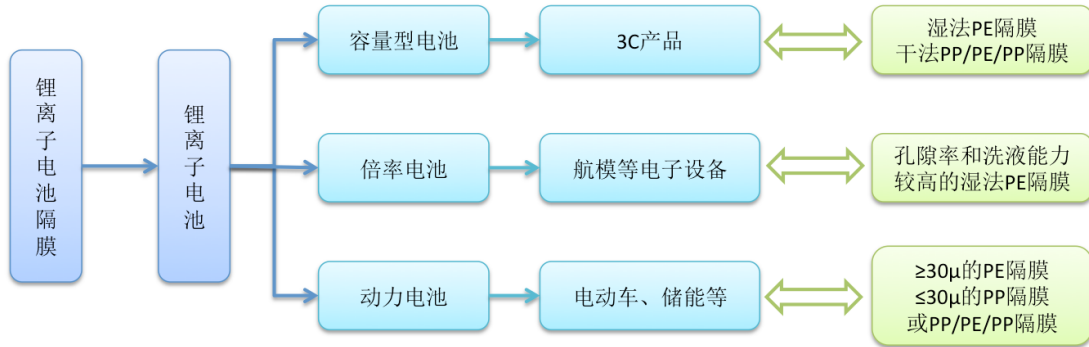 锂离子电池隔膜
锂离子电池
容量型电池
3C产品
湿法PE隔膜
干法PP/PE/PP隔膜
倍率电池
航模等电子设备
孔隙率和洗液能力
较高的湿法PE隔膜
动力电池
电动车、储能等
≥30μ的PE隔膜
≤30μ的PP隔膜
或PP/PE/PP隔膜